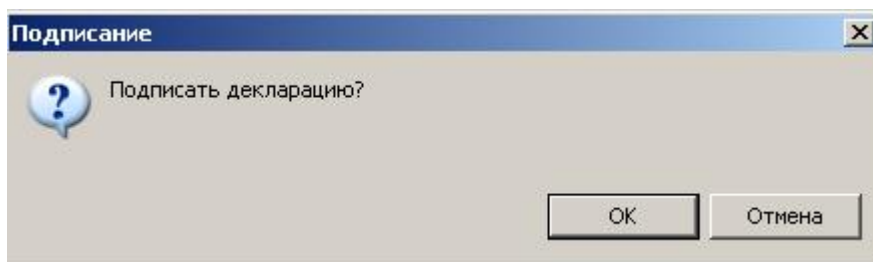 Подписание
Подписать декларацию?
OK
Отмена